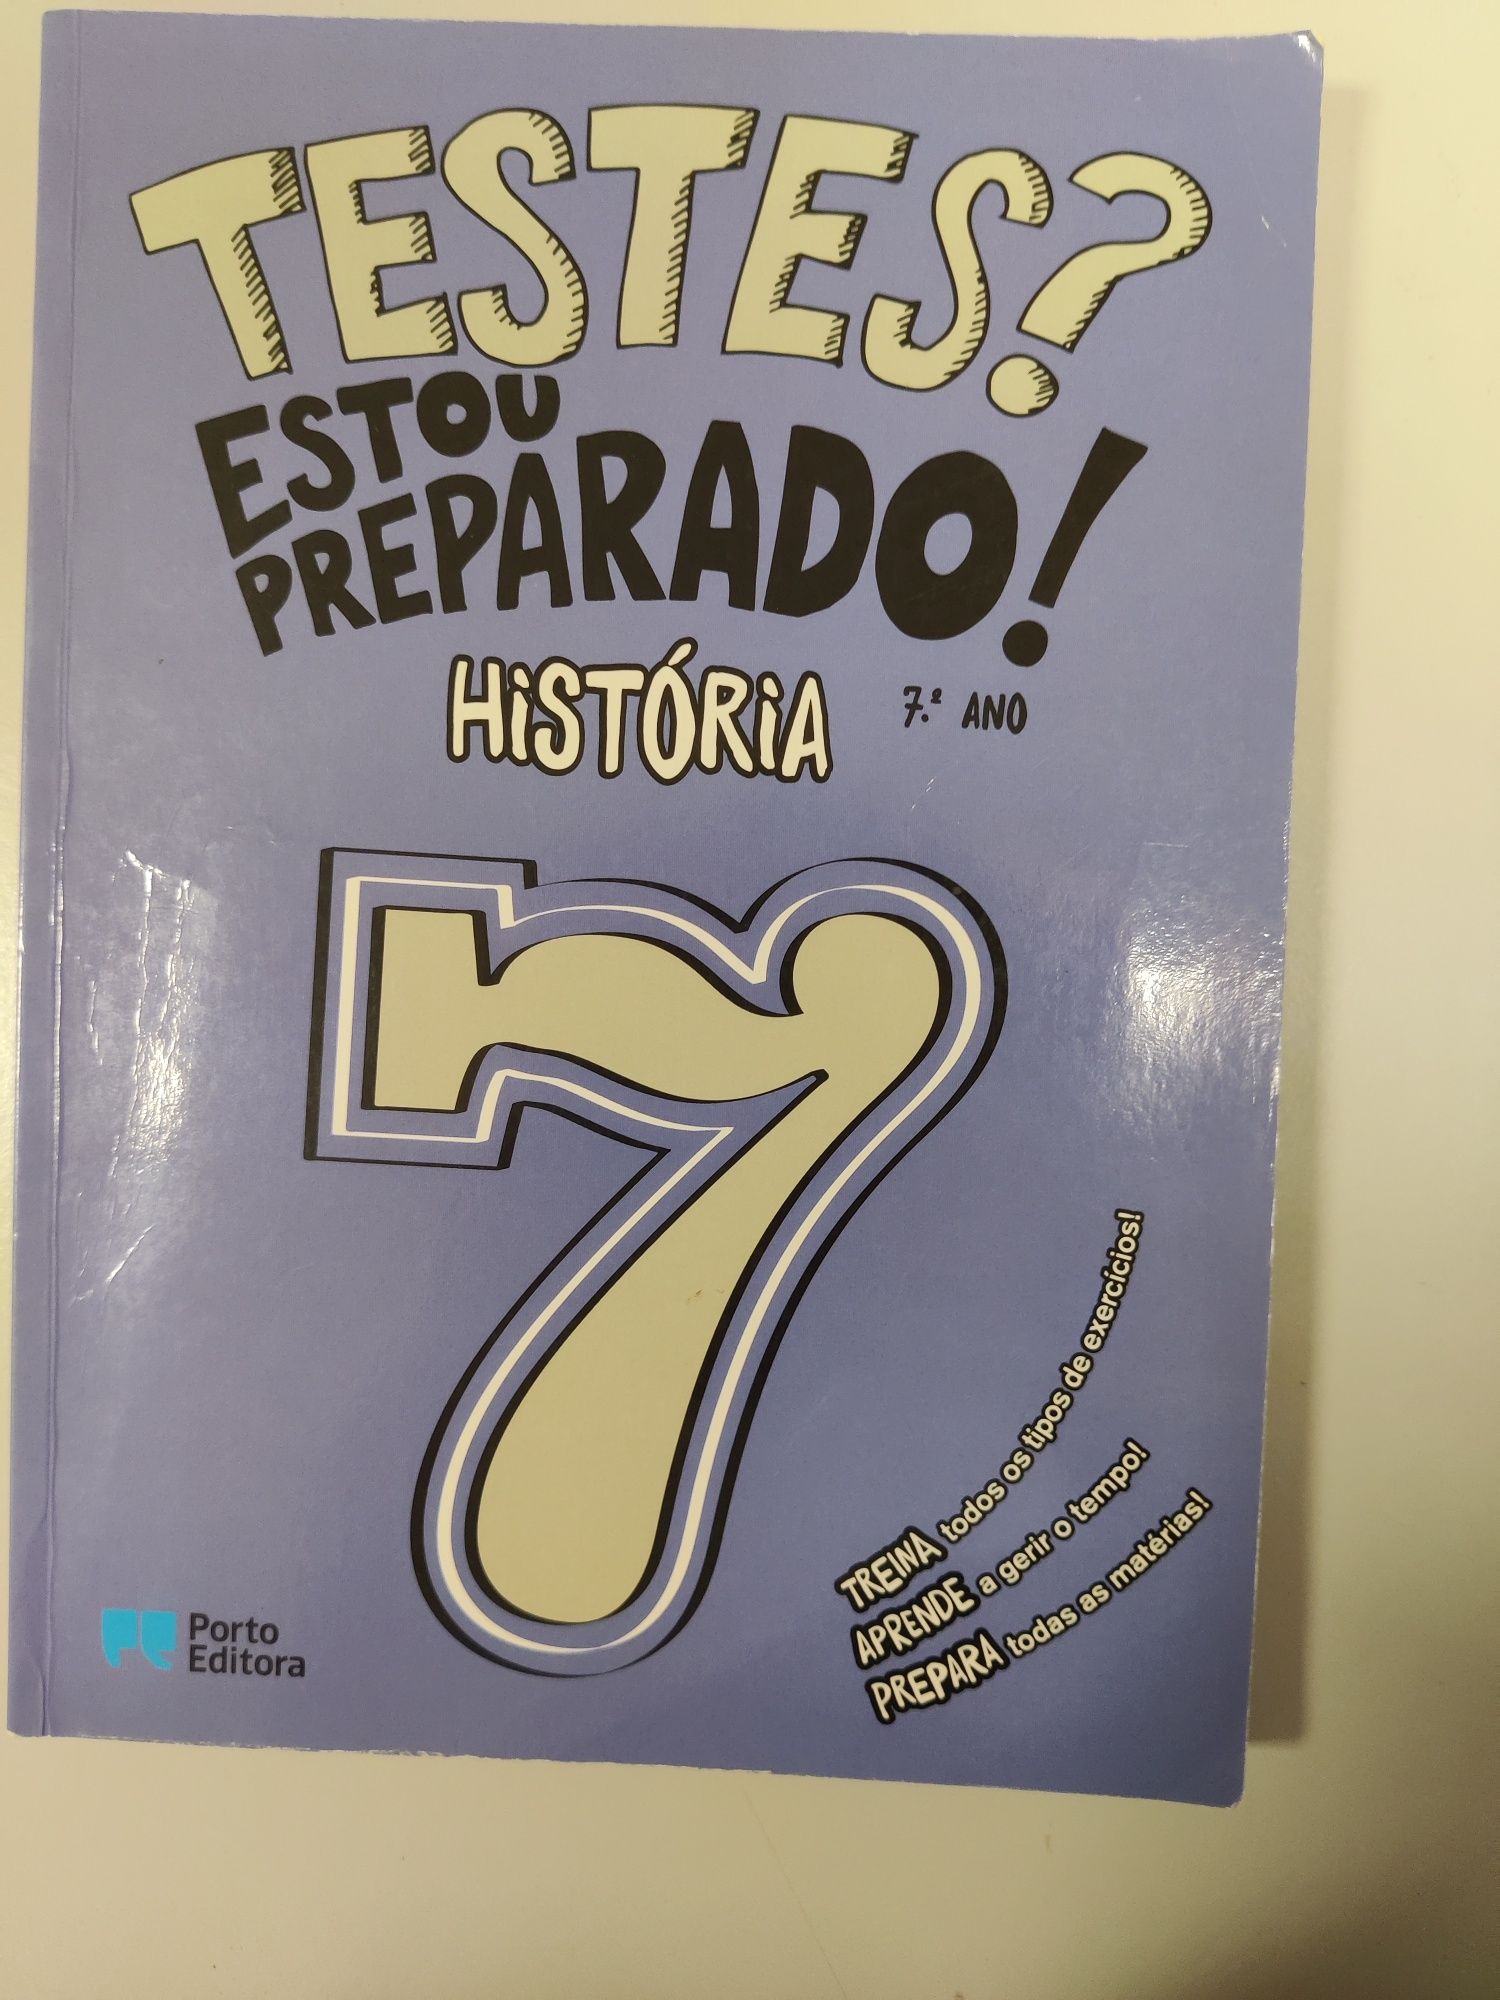 TESTES?
ESTOU
PREPARADO!
HiSTÓRiA 7.º ANO
7
TREINA todos os tipos de exercícios!
APRENDE a gerir o tempo!
PREPARA todas as matérias!
Porto
Editora